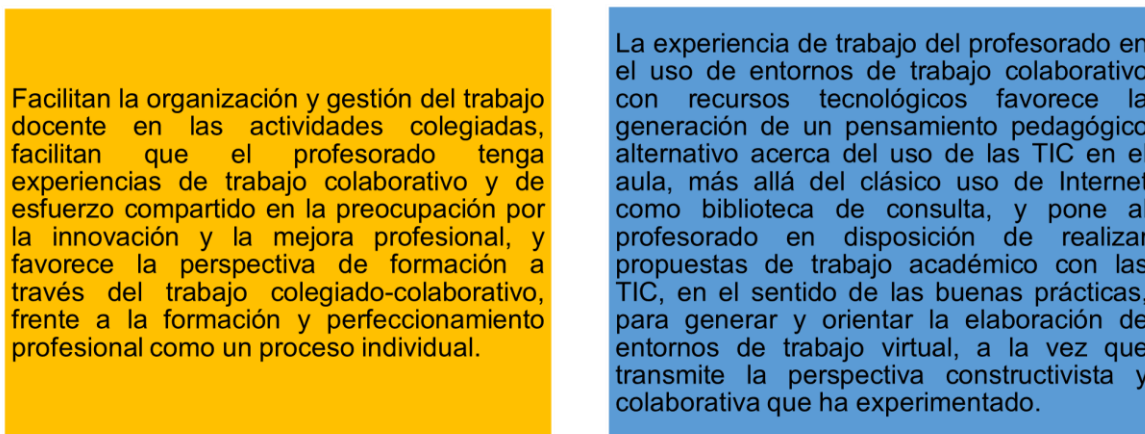 Facilitan la organización y gestión del trabajo
docente en las actividades colegiadas,
facilitan que el profesorado tenga
experiencias de trabajo colaborativo y de
esfuerzo compartido en la preocupación por
la innovación y la mejora profesional, y
favorece la perspectiva de formación a
través del trabajo colegiado-colaborativo,
frente a la formación y perfeccionamiento
profesional como un proceso individual.
La experiencia de trabajo del profesorado en
el uso de entornos de trabajo colaborativo
con recursos tecnológicos favorece la
generación de un pensamiento pedagógico
alternativo acerca del uso de las TIC en el
aula, más allá del clásico uso de Internet
como biblioteca de consulta, y pone al
profesorado en disposición de realizar
propuestas de trabajo académico con las
TIC, en el sentido de las buenas prácticas,
para generar y orientar la elaboración de
entornos de trabajo virtual, a la vez que
transmite la perspectiva constructivista y
colaborativa que ha experimentado.